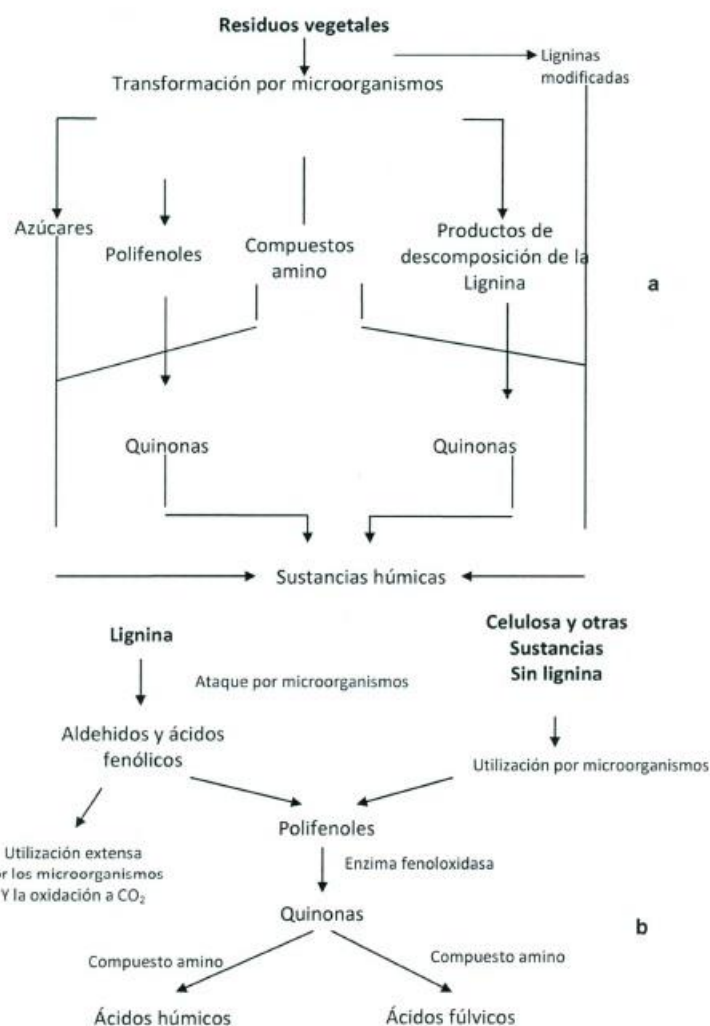 Residuos vegetales
Ligninas
modificadas
Transformación por microorganismos
Azúcares
Polifenoles
Compuestos
amino
Productos de
descomposición de la
Lignina
a
Quinonas
Quinonas
Sustancias húmicas
Lignina
Celulosa y otras
Sustancias
Sin lignina
Ataque por microorganismos
Aldehidos y ácidos
fenólicos
Utilización por microorganismos
Polifenoles
Utilización extensa
los microorganismos
Y la oxidación a CO₂
Enzima fenoloxidasa
Quinonas
b
Compuesto amino
Compuesto amino
Ácidos húmicos
Ácidos fúlvicos